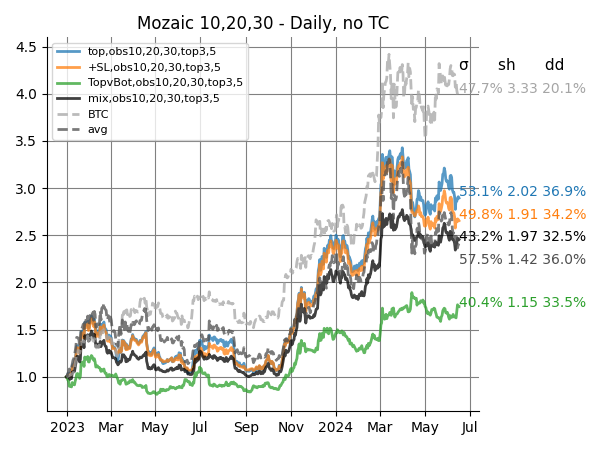 Mozaic 10,20,30 - Daily, no TC
top,obs10,20,30,top3,5
+SL,obs10,20,30,top3,5
TopvBot,obs10,20,30,top3,5
mix,obs10,20,30,top3,5
BTC
avg
σ sh dd
47.7% 3.33 20.1%
53.1% 2.02 36.9%
49.8% 1.91 34.2%
43.2% 1.97 32.5%
57.5% 1.42 36.0%
40.4% 1.15 33.5%
4.5
4.0
3.5
3.0
2.5
2.0
1.5
1.0
2023 Mar May Jul Sep Nov 2024 Mar May Jul